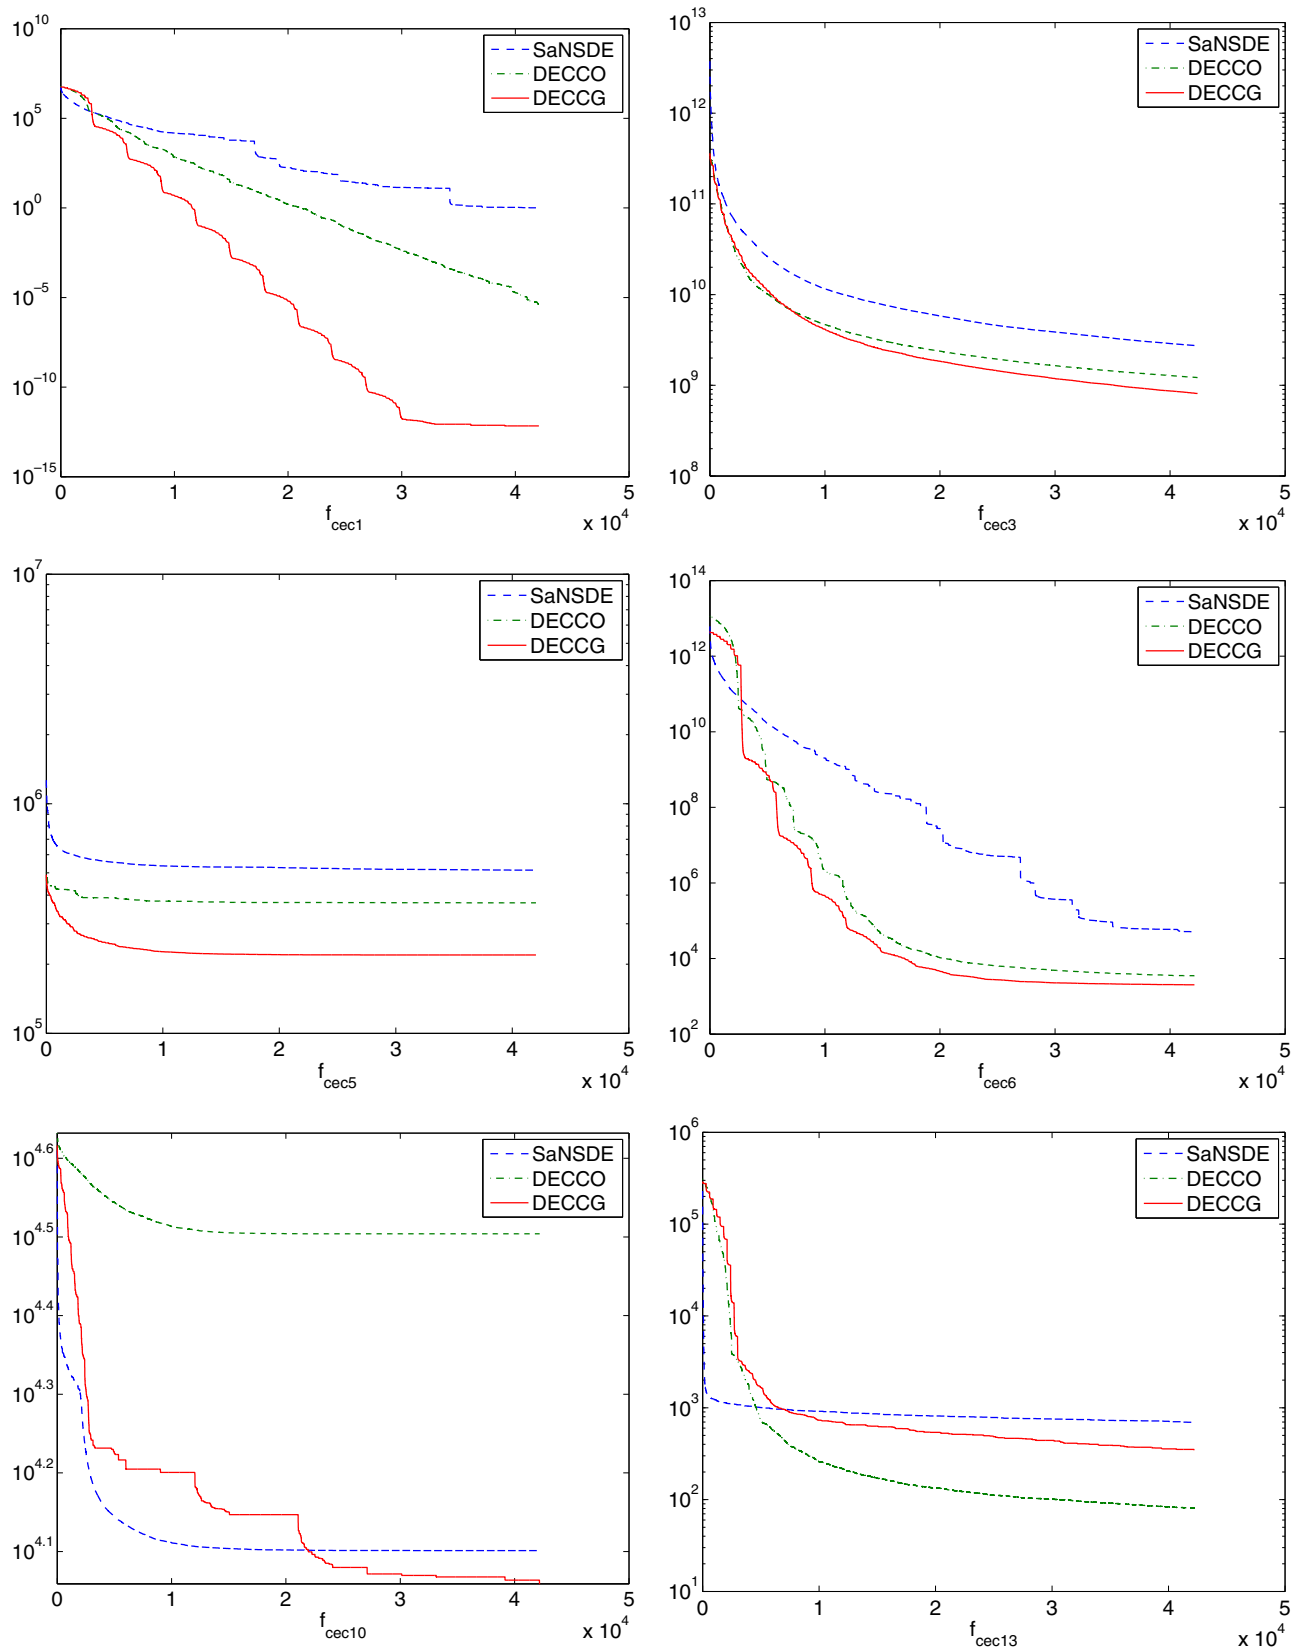 10^10
10^5
10^0
10^−5
10^−10
10^−15
0 1 2 3 4 5
x 10^4
f_cec1
SaNSDE
DECCO
DECCG
10^13
10^12
10^11
10^10
10^9
10^8
0 1 2 3 4 5
x 10^4
f_cec3
SaNSDE
DECCO
DECCG
10^7
10^6
10^5
0 1 2 3 4 5
x 10^4
f_cec5
SaNSDE
DECCO
DECCG
10^14
10^12
10^10
10^8
10^6
10^4
10^2
0 1 2 3 4 5
x 10^4
f_cec6
SaNSDE
DECCO
DECCG
10^4.6
10^4.5
10^4.4
10^4.3
10^4.2
10^4.1
0 1 2 3 4 5
x 10^4
f_cec10
SaNSDE
DECCO
DECCG
10^6
10^5
10^4
10^3
10^2
10^1
0 1 2 3 4 5
x 10^4
f_cec13
SaNSDE
DECCO
DECCG